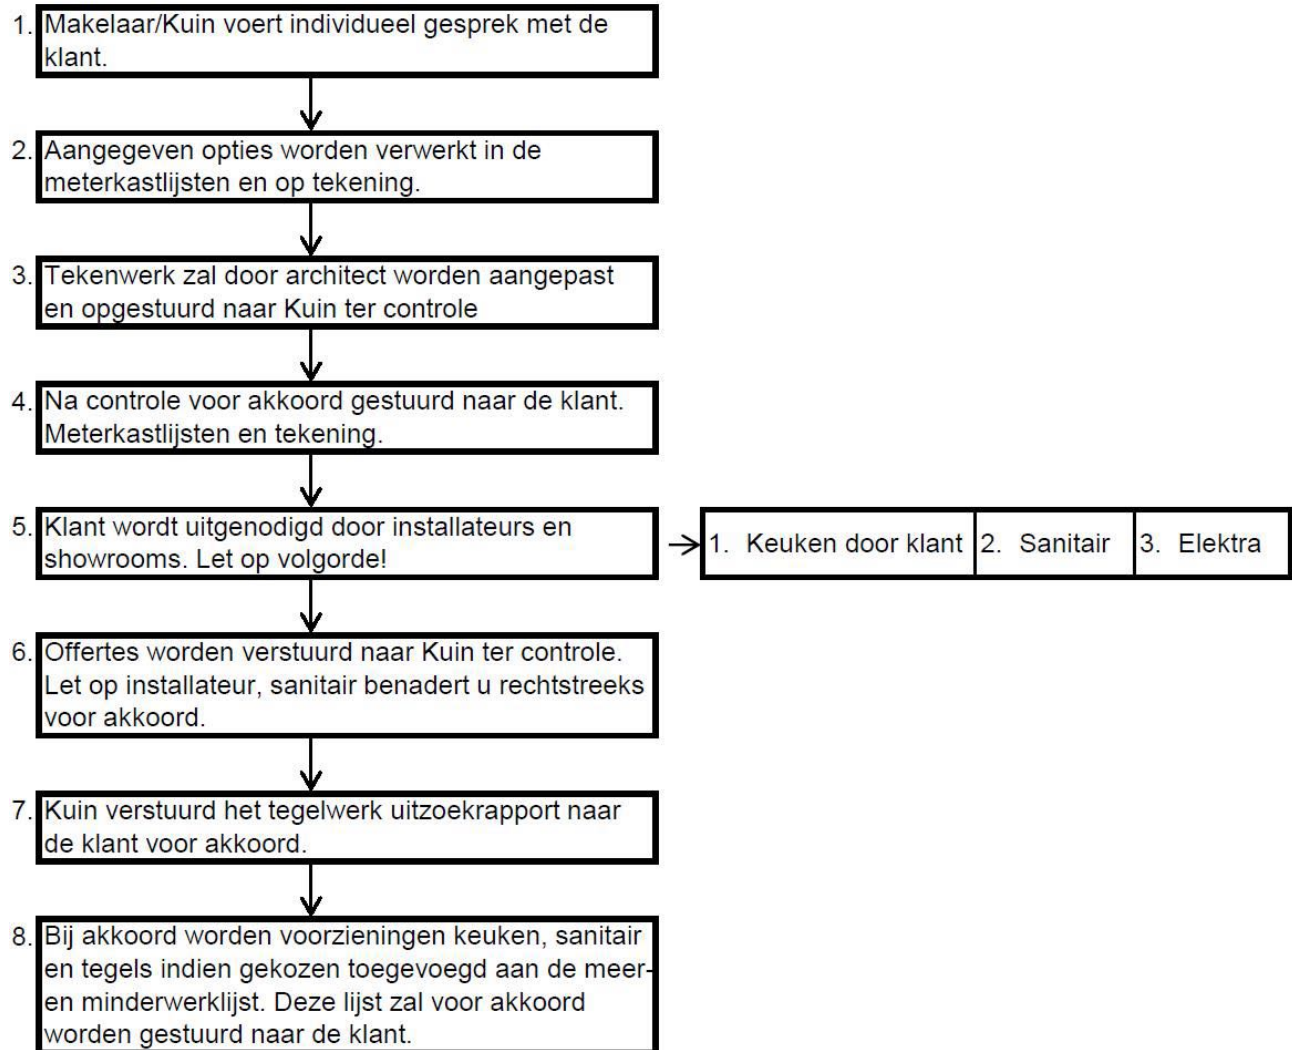 1. Makelaar/Kuin voert individueel gesprek met de
klant.
2. Aangegeven opties worden verwerkt in de
meterkastlijsten en op tekening.
3. Tekenwerk zal door architect worden aangepast
en opgestuurd naar Kuin ter controle
4. Na controle voor akkoord gestuurd naar de klant.
Meterkastlijsten en tekening.
5. Klant wordt uitgenodigd door installateurs en
showrooms. Let op volgorde!
1. Keuken door klant 2. Sanitair 3. Elektra
6. Offertes worden verstuurd naar Kuin ter controle.
Let op installateur, sanitair benadert u rechtstreeks
voor akkoord.
7. Kuin verstuurd het tegelwerk uitzoekrapport naar
de klant voor akkoord.
8. Bij akkoord worden voorzieningen keuken, sanitair
en tegels indien gekozen toegevoegd aan de meer-
en minderwerklijst. Deze lijst zal voor akkoord
worden gestuurd naar de klant.